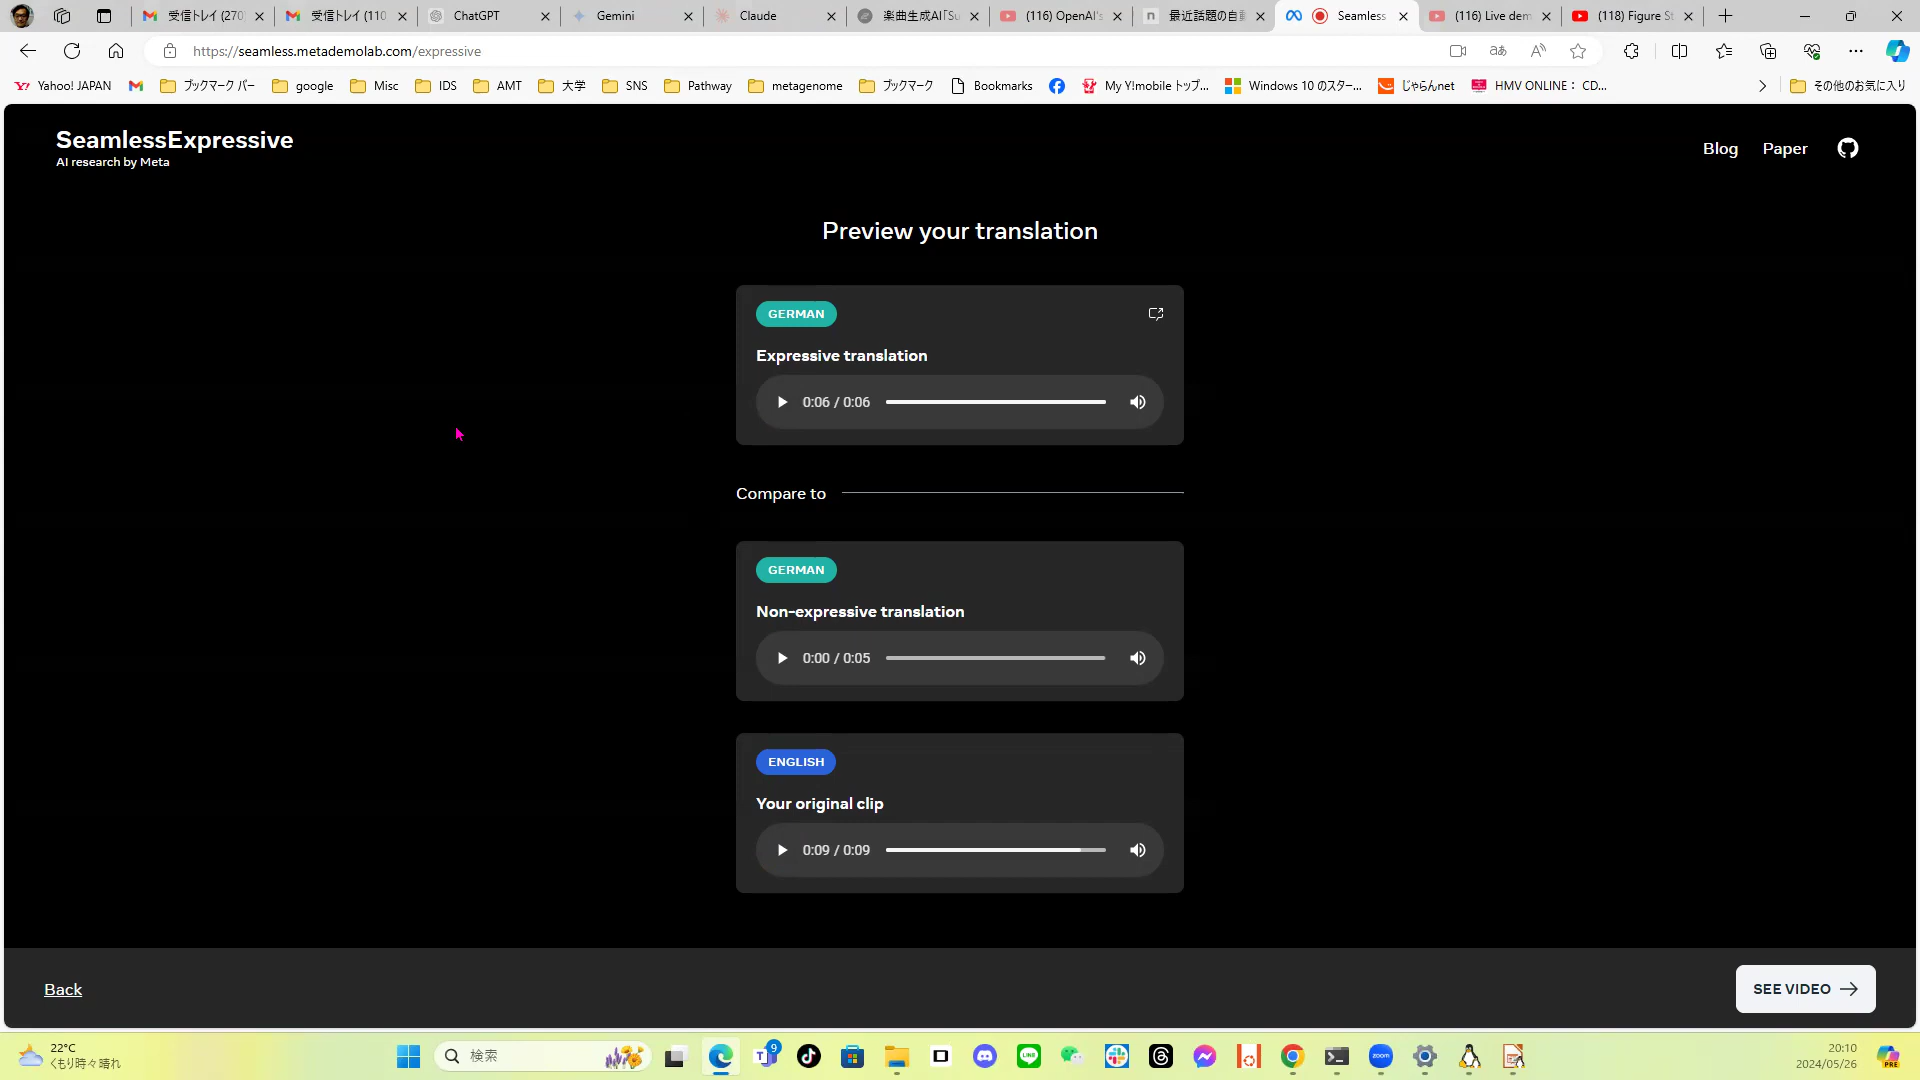 受信トレイ (270
受信トレイ (110
ChatGPT
Gemini
Claude
楽曲生成AI「Su
(116) OpenAI's
最近話題の自動
Seamless
(116) Live dem
(118) Figure St
https://seamless.metademolab.com/expressive
Yahoo! JAPAN
ブックマーク バー
google
Misc
IDS
AMT
大学
SNS
Pathway
metagenome
ブックマーク
Bookmarks
My Y!mobile トップ...
Windows 10 のスター...
じゃらんnet
HMV ONLINE : CD...
その他のお気に入り
SeamlessExpressive
AI research by Meta
Blog
Paper
Preview your translation
GERMAN
Expressive translation
0:06 / 0:06
Compare to
GERMAN
Non-expressive translation
0:00 / 0:05
ENGLISH
Your original clip
0:09 / 0:09
Back
SEE VIDEO
22°C
くもり時々晴れ
検索
9
zoom
20:10
2024/05/26
PRE